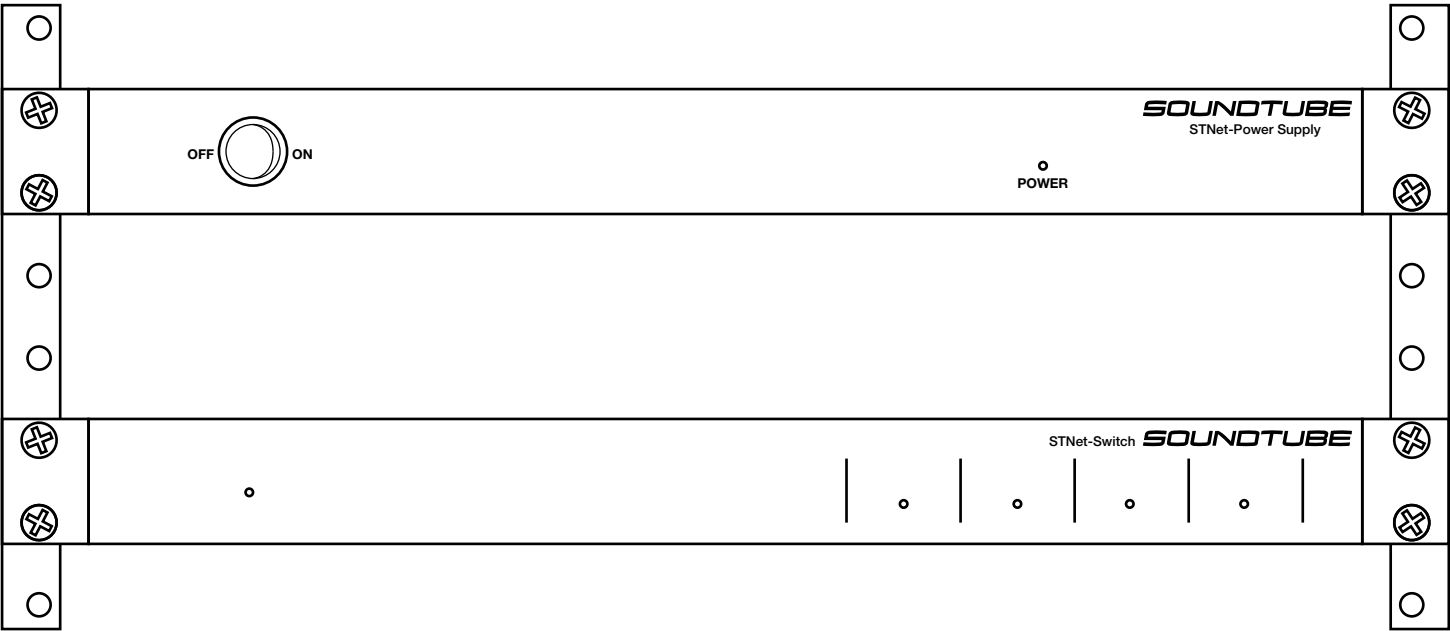 SOUNDTUBE
STNet-Power Supply
OFF ON
POWER
STNet-Switch SOUNDTUBE